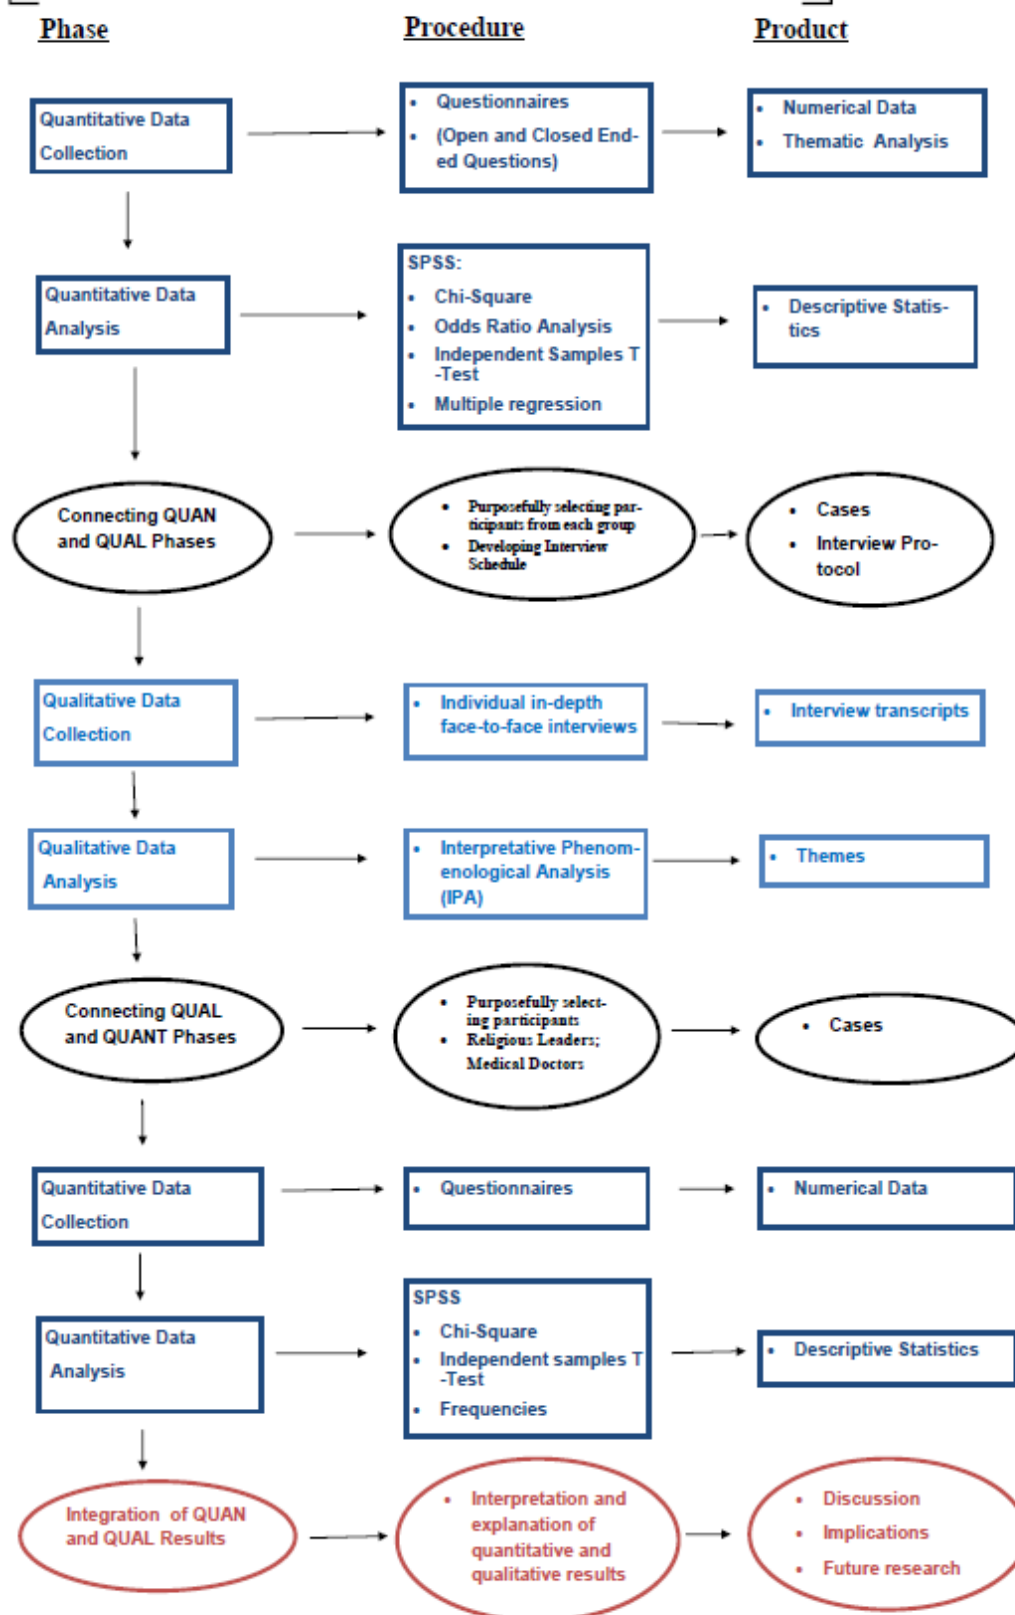 Phase
Procedure
Product
Quantitative Data
Collection
• Questionnaires
• (Open and Closed End-
ed Questions)
• Numerical Data
• Thematic Analysis
Quantitative Data
Analysis
SPSS:
• Chi-Square
• Odds Ratio Analysis
• Independent Samples T
-Test
• Multiple regression
• Descriptive Statis-
tics
Connecting QUAN
and QUAL Phases
• Purposefully selecting par-
ticipants from each group
• Developing Interview
Schedule
• Cases
• Interview Pro-
tocol
Qualitative Data
Collection
• Individual in-depth
face-to-face interviews
• Interview transcripts
Qualitative Data
Analysis
• Interpretative Phenom-
enological Analysis
(IPA)
• Themes
Connecting QUAL
and QUANT Phases
• Purposefully select-
ing participants
• Religious Leaders;
Medical Doctors
• Cases
Quantitative Data
Collection
• Questionnaires
• Numerical Data
Quantitative Data
Analysis
SPSS
• Chi-Square
• Independent samples T
-Test
• Frequencies
• Descriptive Statistics
Integration of QUAN
and QUAL Results
• Interpretation and
explanation of
quantitative and
qualitative results
• Discussion
• Implications
• Future research